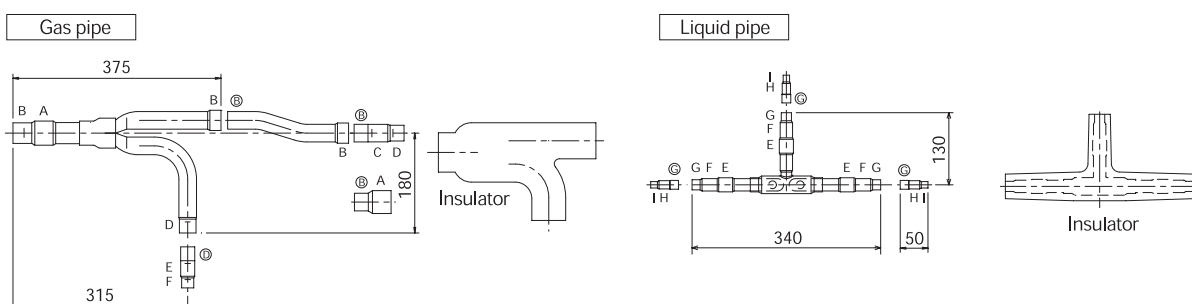 Gas pipe
375
B A
B Ⓑ
Ⓑ
B C D
180
Ⓑ A
D
Ⓓ
E
F
315
Insulator
Liquid pipe
I
H
Ⓖ
G
F
E
130
Ⓖ G F E
E F G Ⓖ
I H
H I
340
50
Insulator